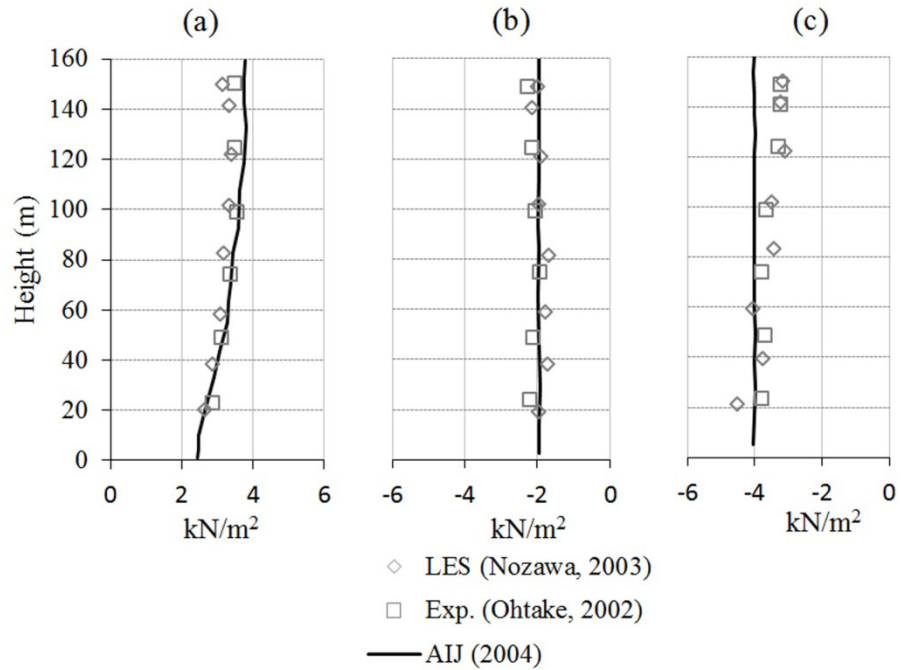 (a) (b) (c)
160
140
120
100
80
60
40
20
0
Height (m)
0 2 4 6
-6 -4 -2 0
-6 -4 -2 0
kN/m² kN/m² kN/m²
LES (Nozawa, 2003)
Exp. (Ohtake, 2002)
AIJ (2004)